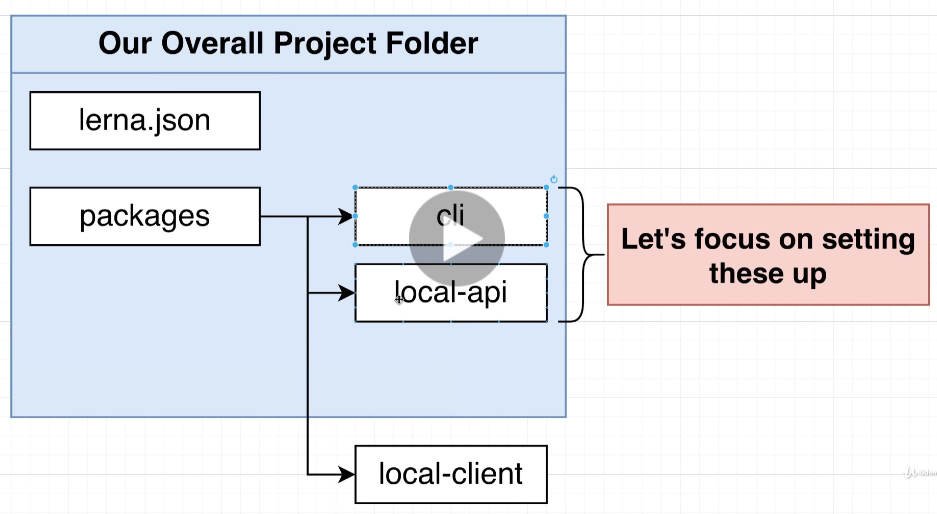 Our Overall Project Folder
lerna.json
packages
cli
local-api
Let's focus on setting
these up
local-client